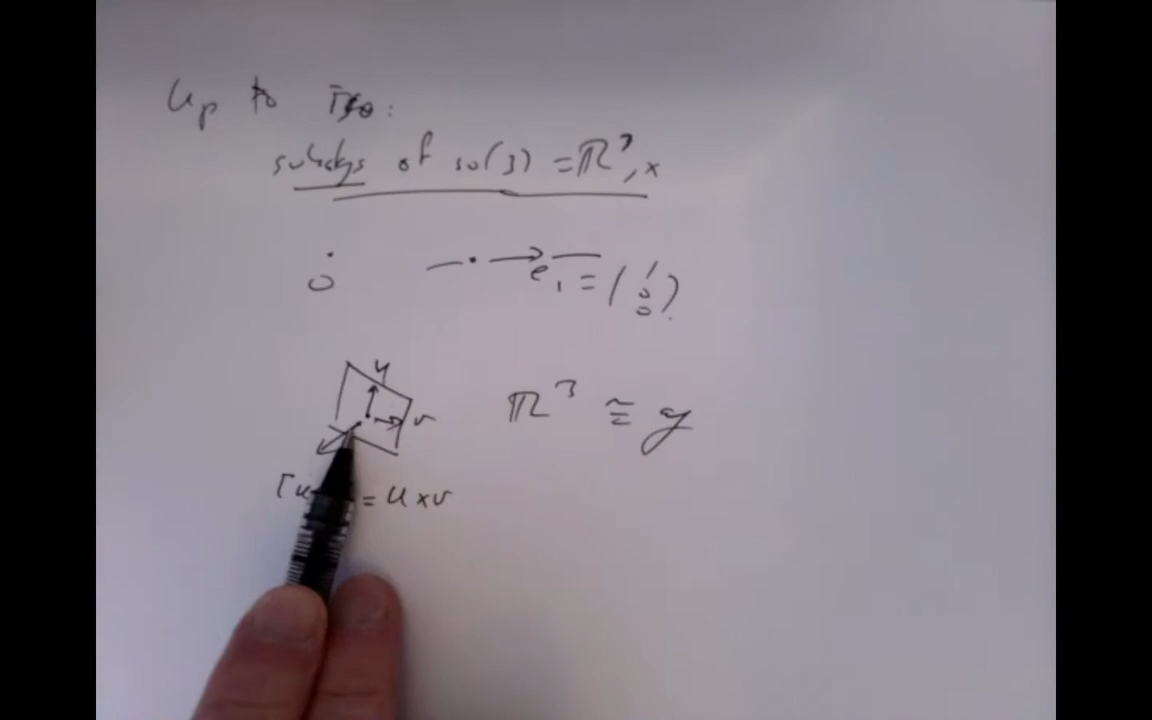 Up to Iso:
subalgs of so(3) = ℝ³, ×
0 e₁ = (1 0 0)
u
v
ℝ³ ≅ 𝔤
= u × v